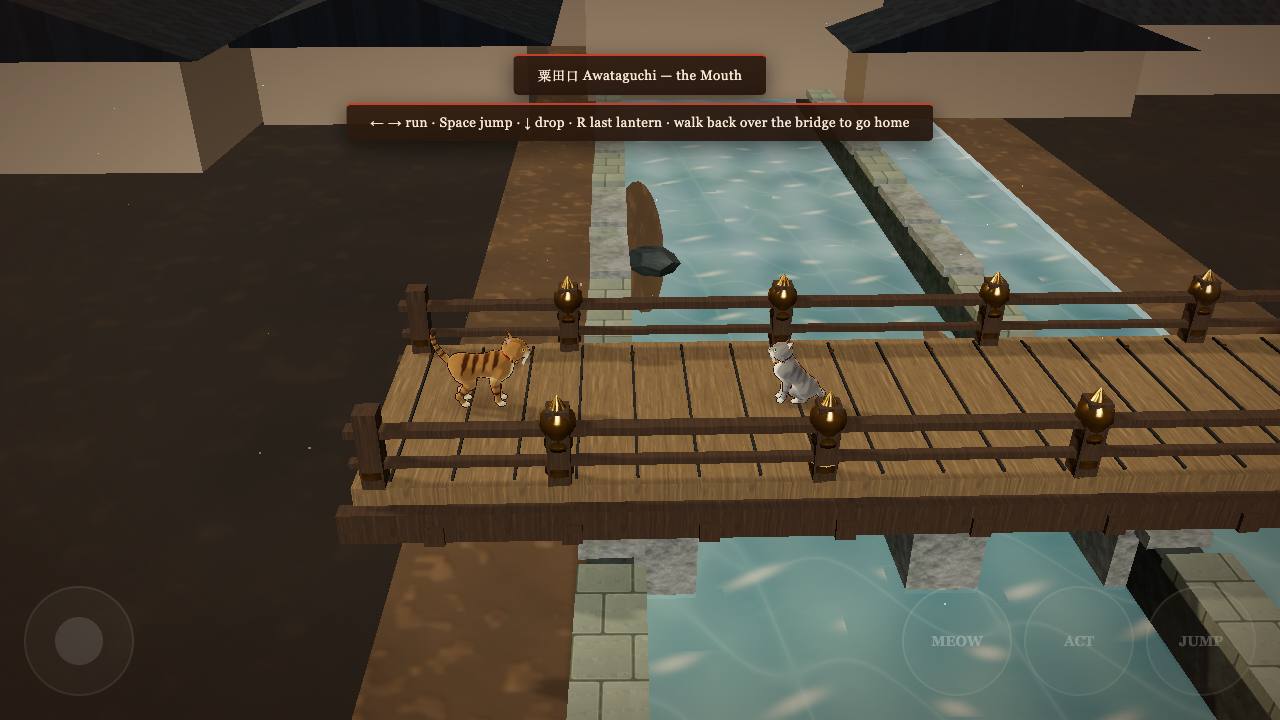 粟田口 Awataguchi — the Mouth
← → run · Space jump · ↓ drop · R last lantern · walk back over the bridge to go home
MEOW
ACT
JUMP